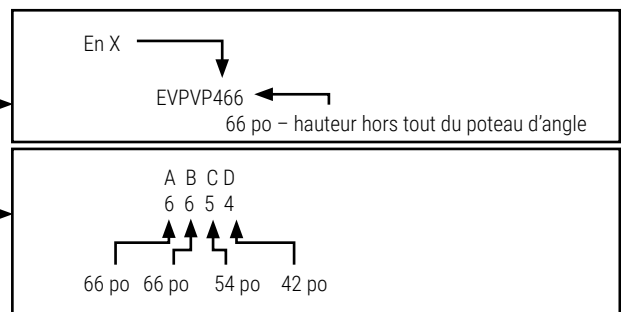 En X
EVPVP466
66 po – hauteur hors tout du poteau d'angle
A B C D
6 6 5 4
66 po 66 po 54 po 42 po